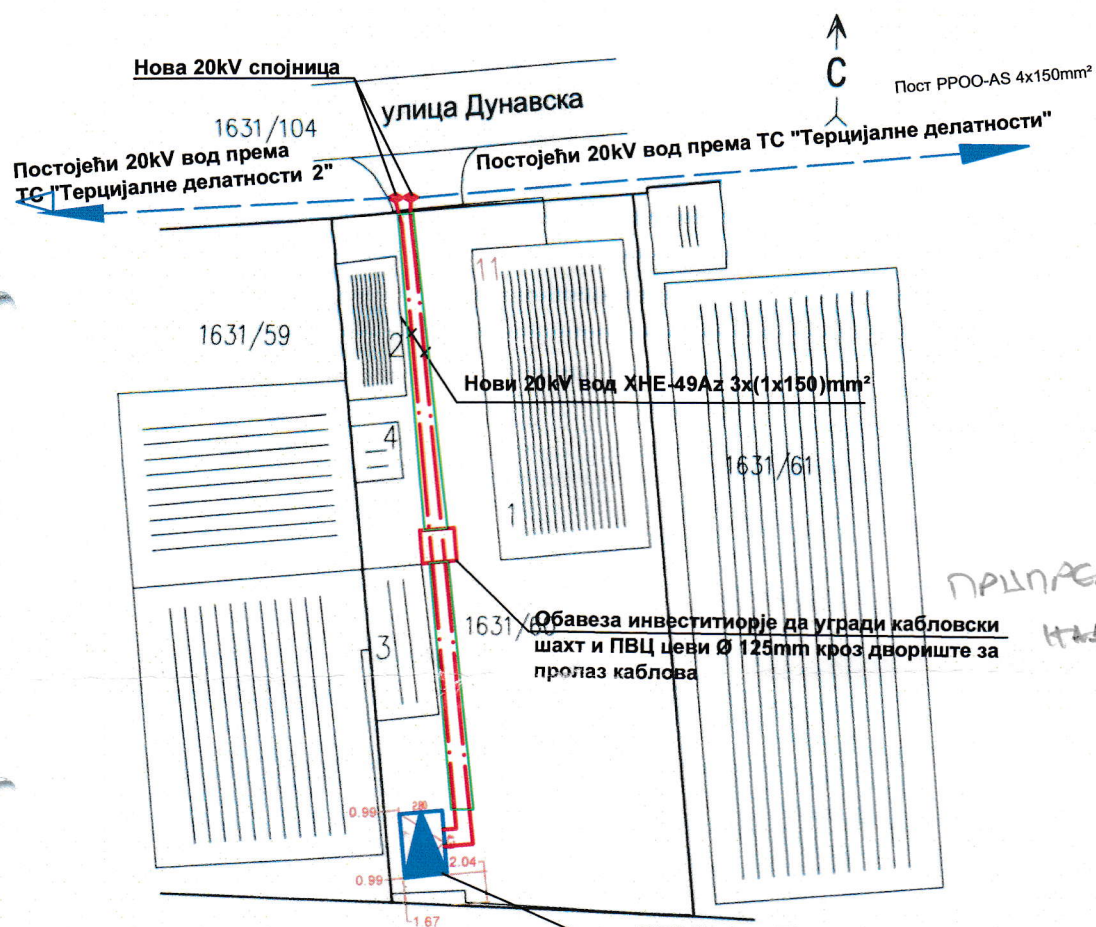 Нова 20kV спојница
улица Дунавска
С
Пост PPOO-AS 4x150mm²
1631/104
Постојећи 20kV вод према
ТС "Терцијалне делатности 2"
Постојећи 20kV вод према ТС "Терцијалне делатности"
11
1631/59
2
Нови 20kV вод XHE-49Az 3x(1x150)mm²
4
1631/61
1
1631/60
Обавеза инвеститиорје да угради кабловски
шахт и ПВЦ цеви Ø 125mm кроз двориште за
пролаз каблова
3
0.99
2.04
0.99
1.67